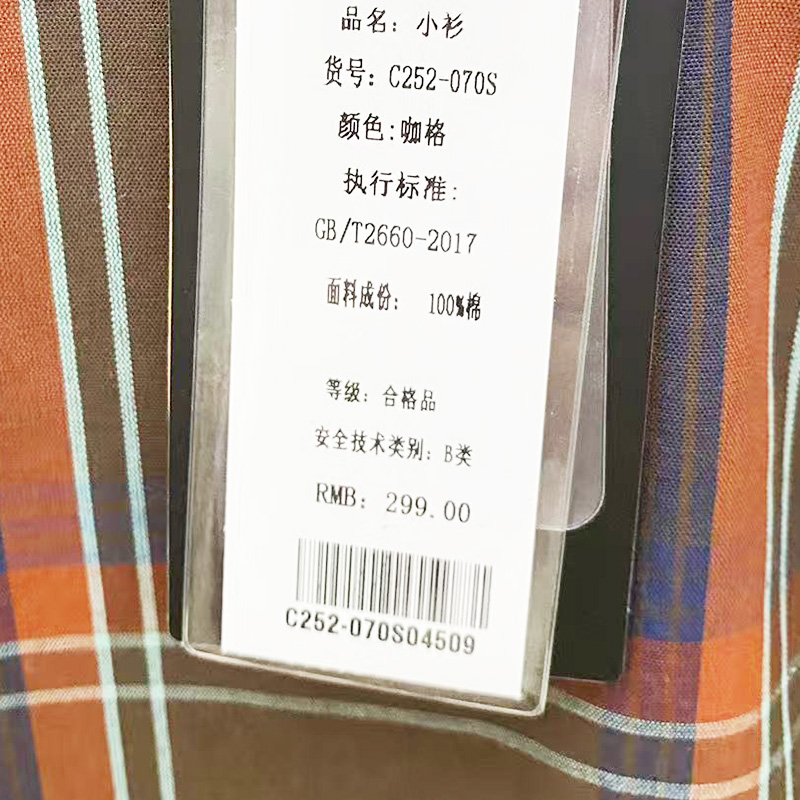 品名：小衫
货号：C252-070S
颜色：咖格
执行标准：
GB/T2660-2017
面料成份： 100%棉
等级：合格品
安全技术类别：B类
RMB：299.00
C252-070S04509